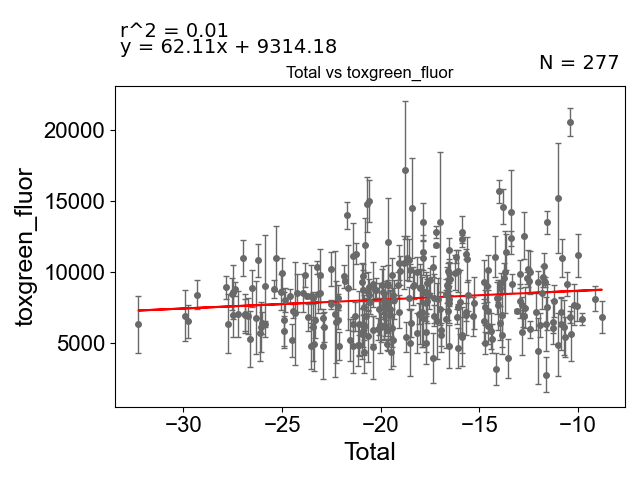 r^2 = 0.01
y = 62.11x + 9314.18
N = 277
Total vs toxgreen_fluor
20000
15000
10000
5000
toxgreen_fluor
−30
−25
−20
−15
−10
Total